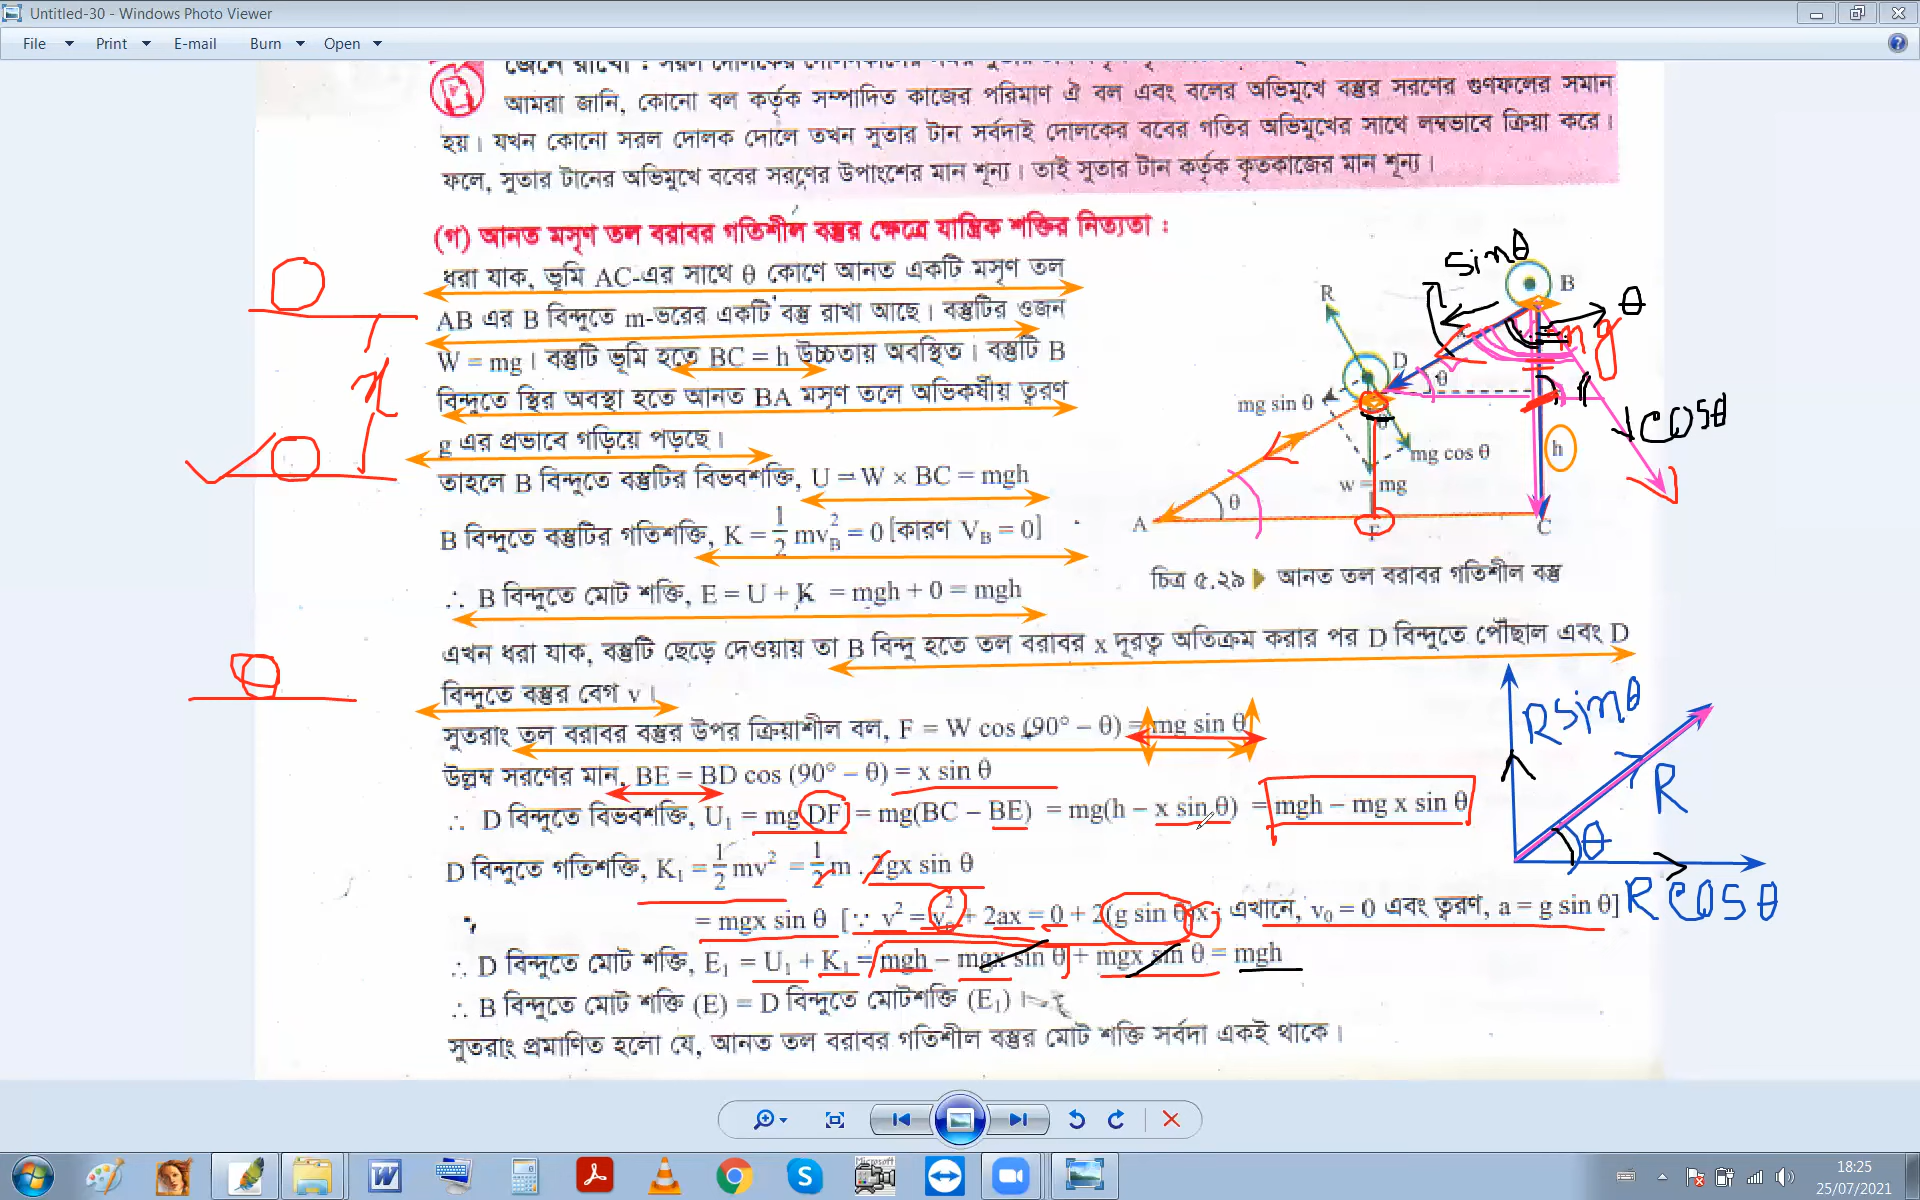 Untitled-30 - Windows Photo Viewer
File Print E-mail Burn Open
আমরা জানি, কোনো বল কর্তৃক সম্পাদিত কাজের পরিমাণ ঐ বল এবং বলের অভিমুখে বস্তুর সরণের গুণফলের সমান
হয়। যখন কোনো সরল দোলক দোলে তখন সুতার টান সর্বদাই দোলকের ববের গতির অভিমুখের সাথে লম্বভাবে ক্রিয়া করে।
ফলে, সুতার টানের অভিমুখে ববের সরণের উপাংশের মান শূন্য। তাই সুতার টান কর্তৃক কৃতকাজের মান শূন্য।
(গ) আনত মসৃণ তল বরাবর গতিশীল বস্তুর ক্ষেত্রে যান্ত্রিক শক্তির নিত্যতা :
ধরা যাক, ভূমি AC-এর সাথে θ কোণে আনত একটি মসৃণ তল
AB এর B বিন্দুতে m-ভরের একটি বস্তু রাখা আছে। বস্তুটির ওজন
W = mg। বস্তুটি ভূমি হতে BC = h উচ্চতায় অবস্থিত। বস্তুটি B
বিন্দুতে স্থির অবস্থা হতে আনত BA মসৃণ তলে অভিকর্ষীয় ত্বরণ
g এর প্রভাবে গড়িয়ে পড়ছে।
তাহলে B বিন্দুতে বস্তুটির বিভবশক্তি, U = W × BC = mgh
B বিন্দুতে বস্তুটির গতিশক্তি, K = 1/2 mv_B^2 = 0 [কারণ V_B = 0]
∴ B বিন্দুতে মোট শক্তি, E = U + K = mgh + 0 = mgh
sinθ
B
θ
R
D
mg
θ
mg sin θ
cosθ
h
mg cos θ
w = mg
θ
A
F
C
x
চিত্র ৫.২৯ আনত তল বরাবর গতিশীল বস্তু
এখন ধরা যাক, বস্তুটি ছেড়ে দেওয়ায় তা B বিন্দু হতে তল বরাবর x দূরত্ব অতিক্রম করার পর D বিন্দুতে পৌঁছাল এবং D
বিন্দুতে বস্তুর বেগ v।
সুতরাং তল বরাবর বস্তুর উপর ক্রিয়াশীল বল, F = W cos (90° – θ) = mg sin θ
উল্লম্ব সরণের মান, BE = BD cos (90° – θ) = x sin θ
∴ D বিন্দুতে বিভবশক্তি, U₁ = mg DF = mg(BC – BE) = mg(h – x sin θ) = mgh – mg x sin θ
D বিন্দুতে গতিশক্তি, K₁ = 1/2 mv² = 1/2 m . 2gx sin θ
= mgx sin θ [∵ v² = v₀² + 2ax = 0 + 2(g sin θ)x; এখানে, v₀ = 0 এবং ত্বরণ, a = g sin θ]
∴ D বিন্দুতে মোট শক্তি, E₁ = U₁ + K₁ = mgh – mgx sin θ + mgx sin θ = mgh
∴ B বিন্দুতে মোট শক্তি (E) = D বিন্দুতে মোটশক্তি (E₁)।
সুতরাং প্রমাণিত হলো যে, আনত তল বরাবর গতিশীল বস্তুর মোট শক্তি সর্বদা একই থাকে।
R sinθ
R
θ
R cosθ
18:25
25/07/2021